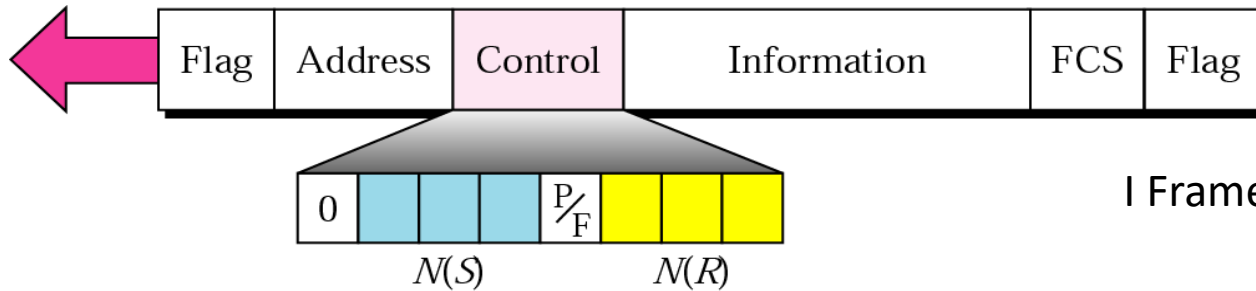 Flag Address Control Information FCS Flag
0 P/F
I Frame
N(S) N(R)